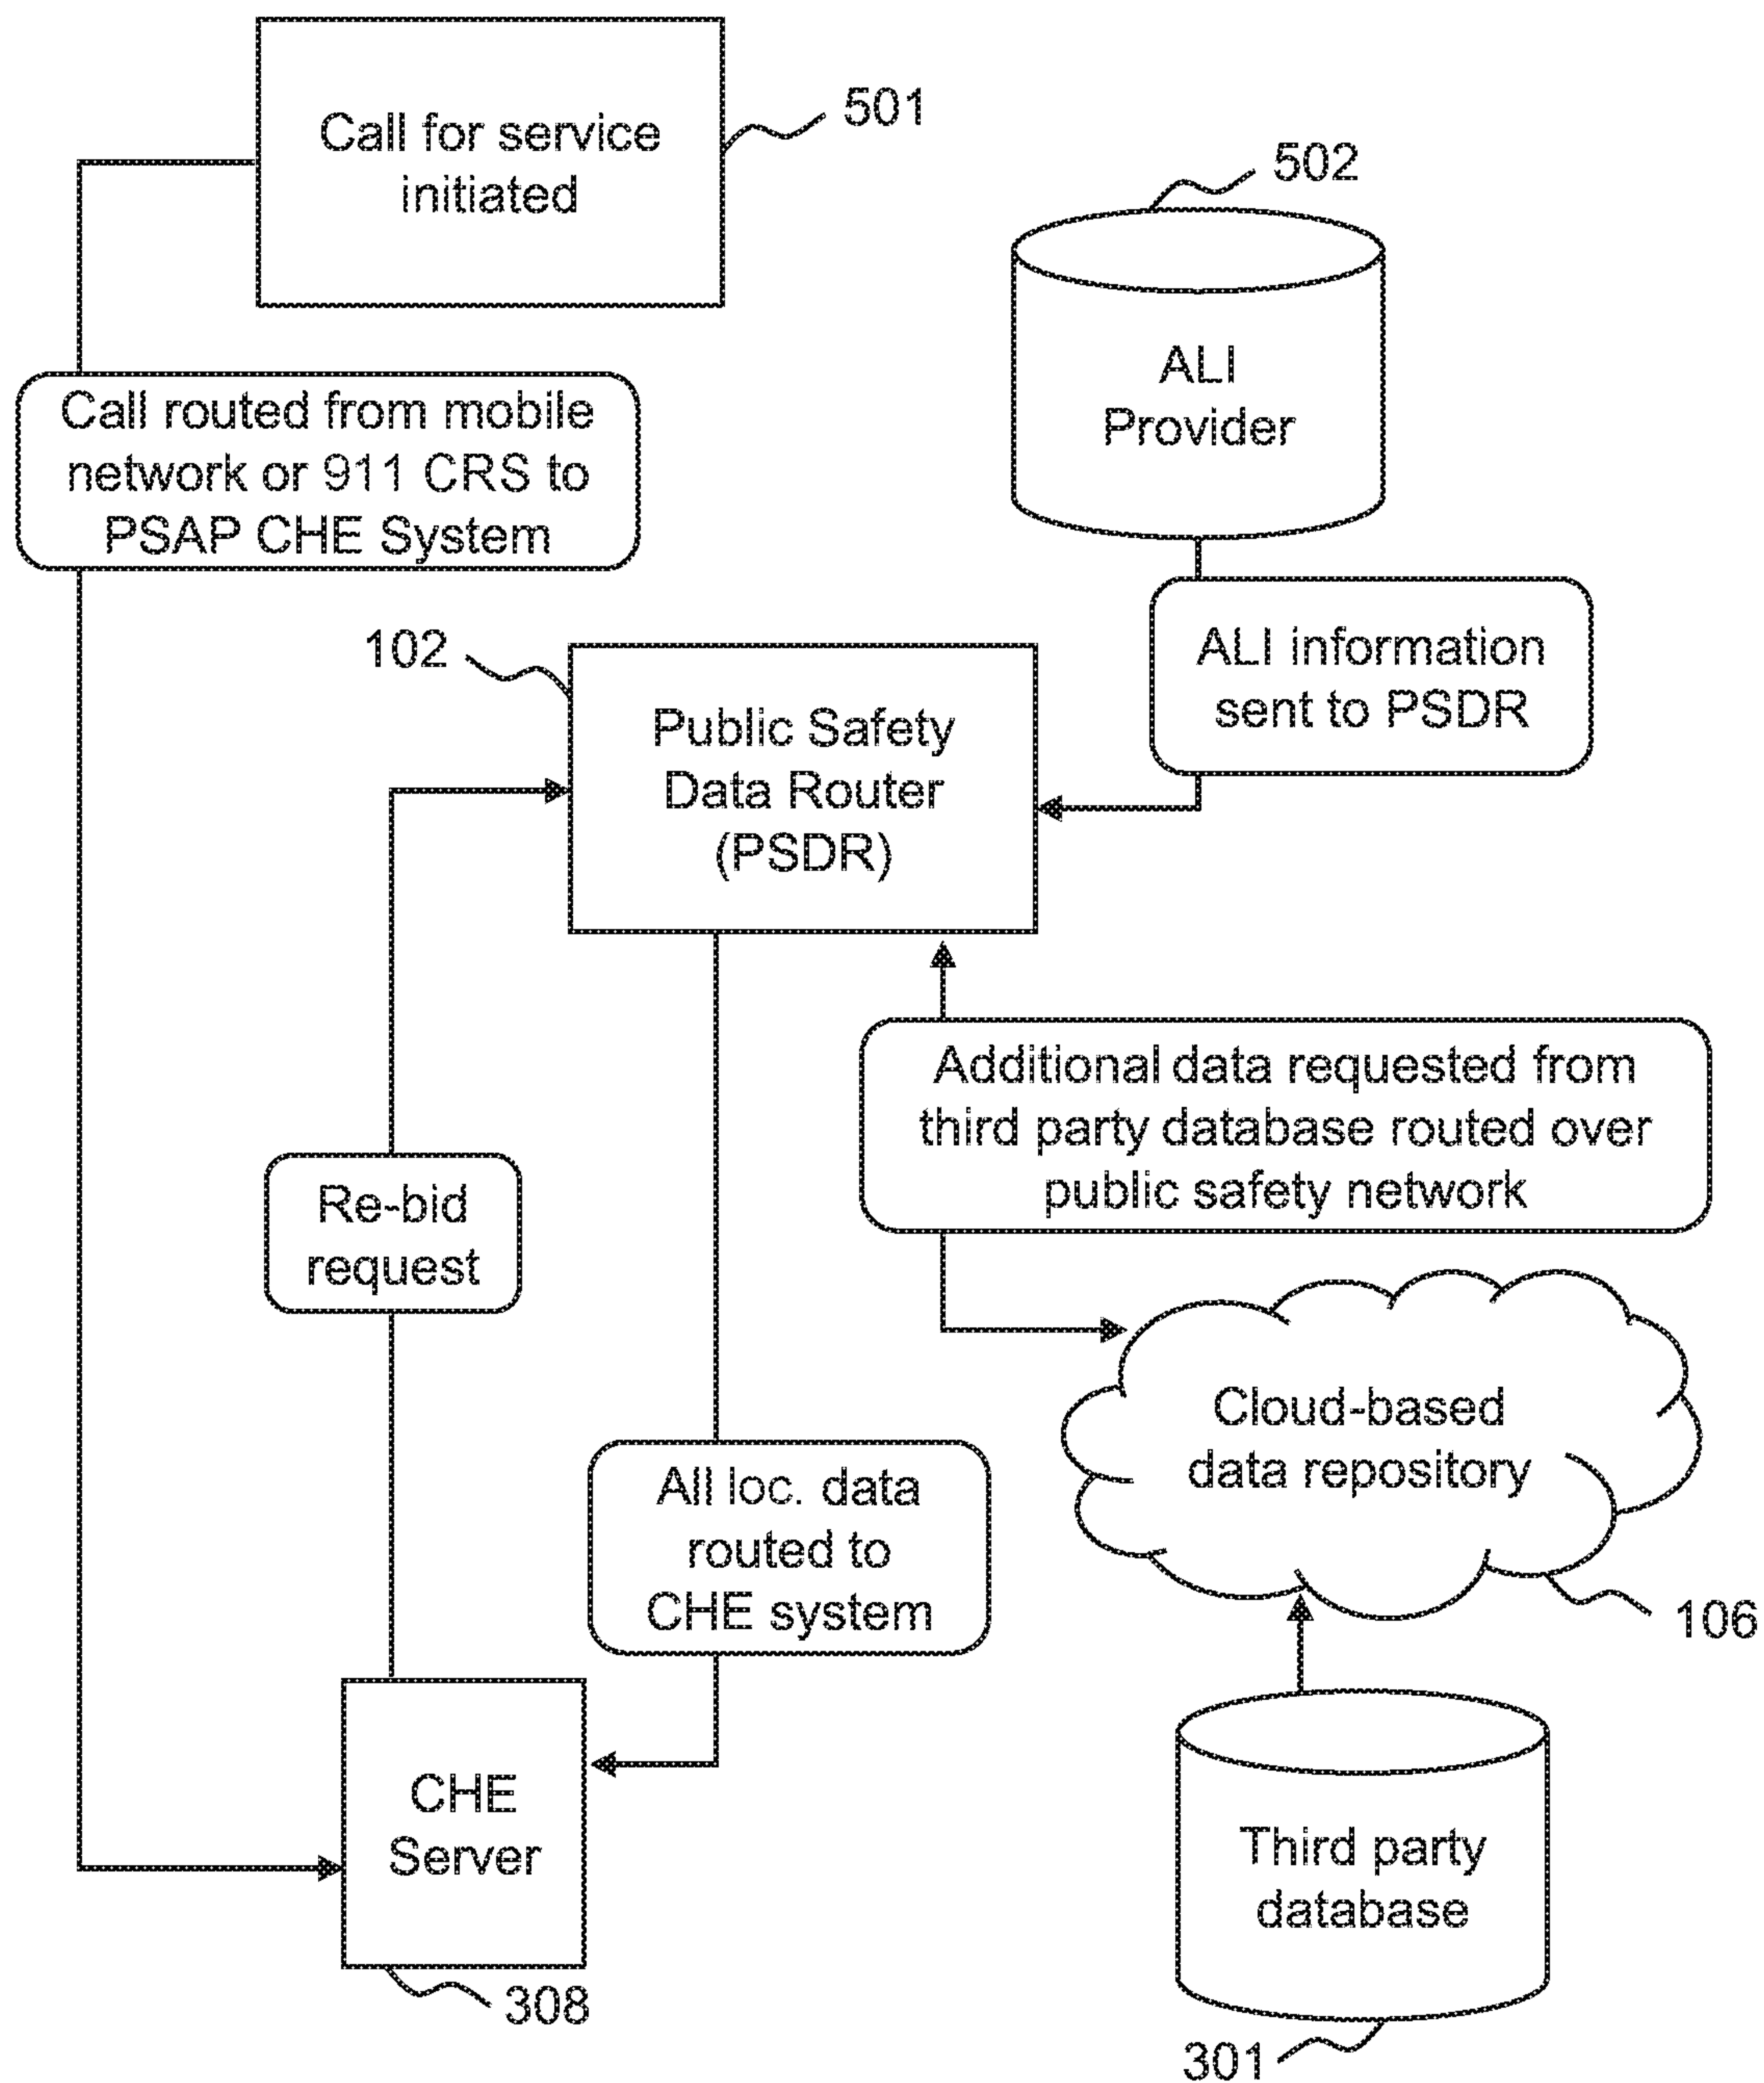 Call for service
initiated
501
502
ALI
Provider
Call routed from mobile
network or 911 CRS to
PSAP CHE System
102
Public Safety
Data Router
(PSDR)
ALI information
sent to PSDR
Additional data requested from
third party database routed over
public safety network
Re-bid
request
Cloud-based
data repository
106
All loc. data
routed to
CHE system
CHE
Server
308
Third party
database
301